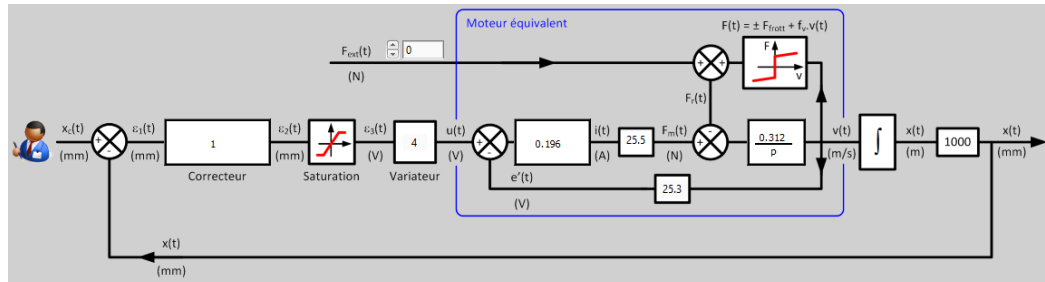 Moteur équivalent
F(t) = ± Ffrott + fv.v(t)
Fext(t)
0
(N)
+
+
F
v
Fr(t)
xc(t)
(mm)
+
-
ε1(t)
(mm)
1
Correcteur
ε2(t)
(mm)
Saturation
ε3(t)
(V)
4
Variateur
u(t)
(V)
+
-
0.196
i(t)
(A)
25.5
Fm(t)
(N)
-
+
0.312
p
v(t)
(m/s)
∫
x(t)
(m)
1000
x(t)
(mm)
e'(t)
(V)
25.3
x(t)
(mm)